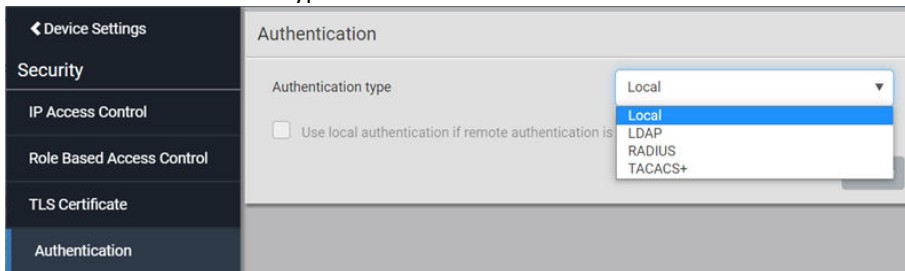 Device Settings
Security
IP Access Control
Role Based Access Control
TLS Certificate
Authentication
Authentication
Authentication type
Local
Use local authentication if remote authentication is
Local
LDAP
RADIUS
TACACS+